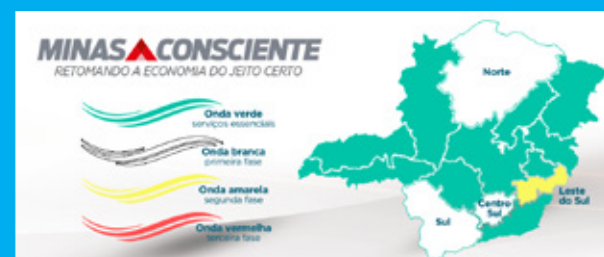 MINAS CONSCIENTE
RETOMANDO A ECONOMIA DO JEITO CERTO
Onda verde
serviços essenciais
Onda branca
primeira fase
Onda amarela
segunda fase
Onda vermelha
terceira fase
Norte
Leste
do Sul
Centro
Sul
Sul